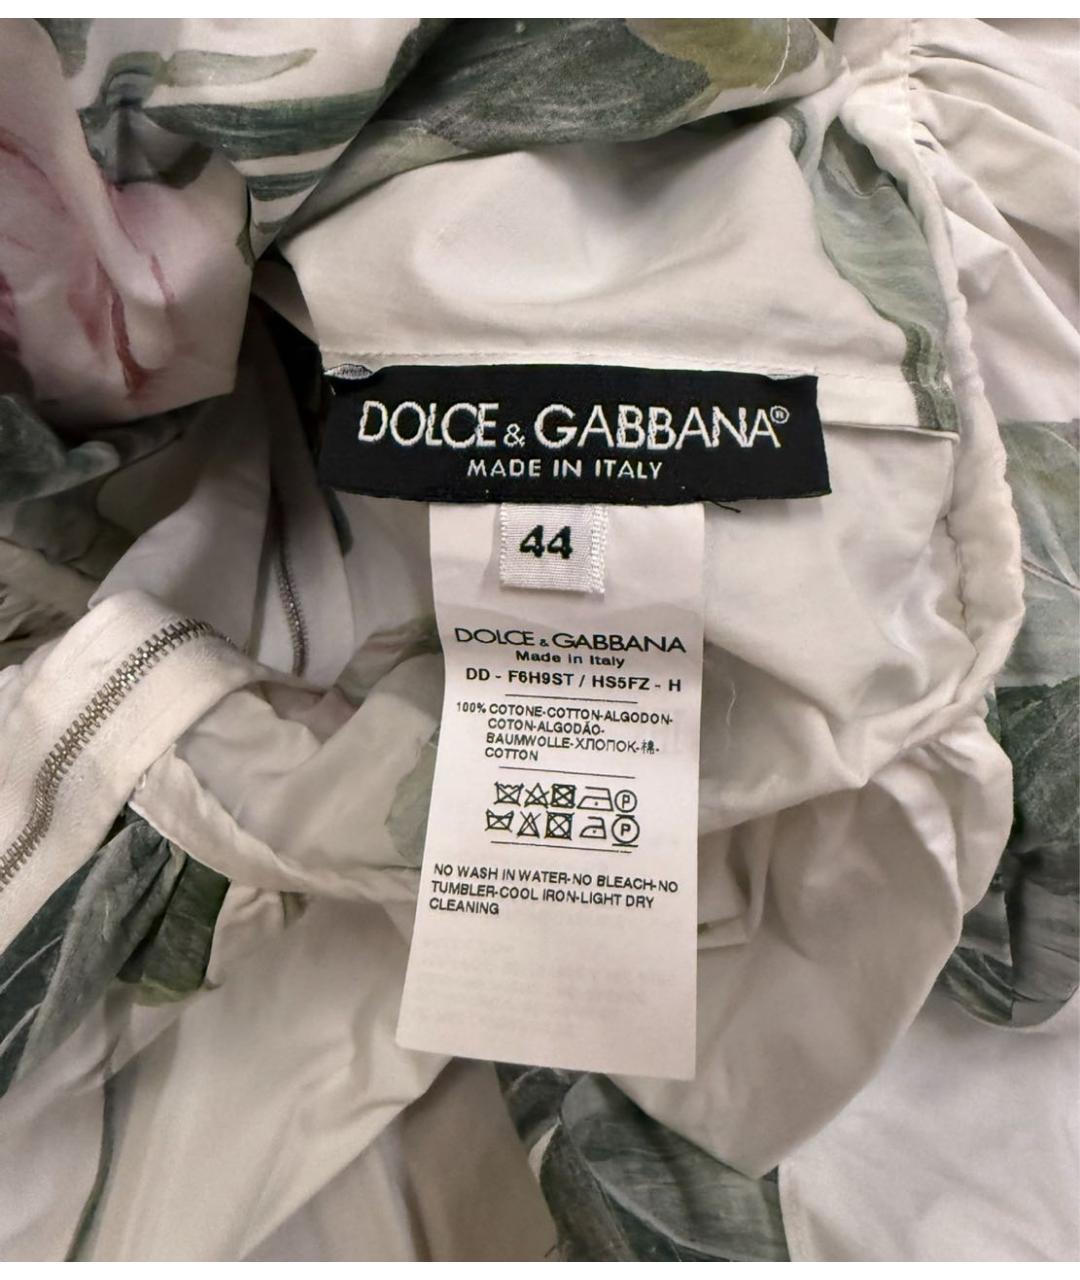 DOLCE & GABBANA®
MADE IN ITALY
44
DOLCE & GABBANA
Made in Italy
DD - F6H9ST / HS5FZ - H
100% COTONE-COTTON-ALGODON-
COTON-ALGODÃO-
BAUMWOLLE-ХЛОПОК-棉-
COTTON
P
P
NO WASH IN WATER-NO BLEACH-NO
TUMBLER-COOL IRON-LIGHT DRY
CLEANING